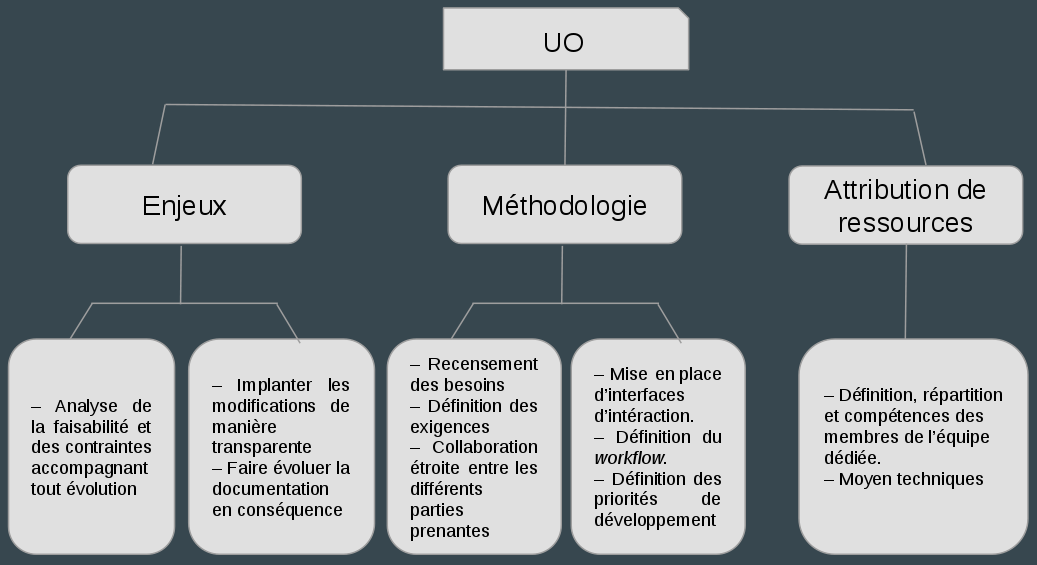 UO
Enjeux
Méthodologie
Attribution de
ressources
– Analyse de
la faisabilité et
des contraintes
accompagnant
tout évolution
– Implanter les
modifications de
manière
transparente
– Faire évoluer la
documentation
en conséquence
– Recensement
des besoins
– Définition des
exigences
– Collaboration
étroite entre les
différents
parties
prenantes
– Mise en place
d’interfaces
d’intéraction.
– Définition du
workflow.
– Définition des
priorités de
développement
– Définition, répartition
et compétences des
membres de l’équipe
dédiée.
– Moyen techniques